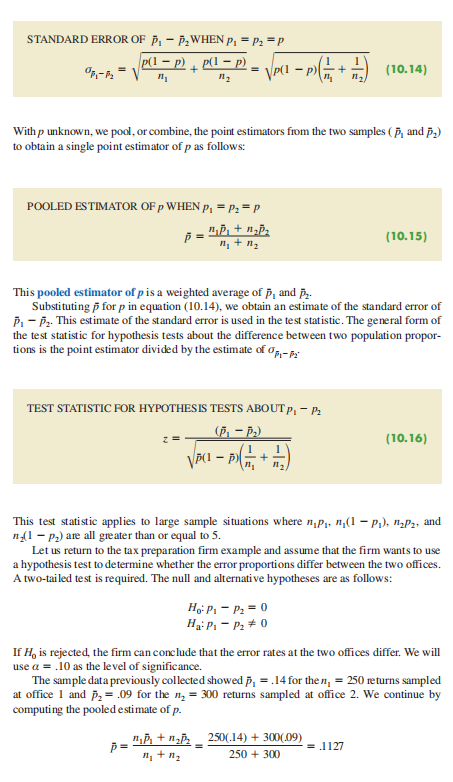 STANDARD ERROR OF p̄₁ − p̄₂ WHEN p₁ = p₂ = p
σp̄₁−p̄₂ = √(p(1 − p)/n₁ + p(1 − p)/n₂) = √(p(1 − p)(1/n₁ + 1/n₂)) (10.14)
With p unknown, we pool, or combine, the point estimators from the two samples ( p̄₁ and p̄₂)
to obtain a single point estimator of p as follows:
POOLED ESTIMATOR OF p WHEN p₁ = p₂ = p
p̄ = (n₁p̄₁ + n₂p̄₂)/(n₁ + n₂) (10.15)
This pooled estimator of p is a weighted average of p̄₁ and p̄₂.
Substituting p̄ for p in equation (10.14), we obtain an estimate of the standard error of
p̄₁ − p̄₂. This estimate of the standard error is used in the test statistic. The general form of
the test statistic for hypothesis tests about the difference between two population propor-
tions is the point estimator divided by the estimate of σp̄₁−p̄₂.
TEST STATISTIC FOR HYPOTHESIS TESTS ABOUT p₁ − p₂
z = (p̄₁ − p̄₂)/√(p̄(1 − p̄)(1/n₁ + 1/n₂)) (10.16)
This test statistic applies to large sample situations where n₁p₁, n₁(1 − p₁), n₂p₂, and
n₂(1 − p₂) are all greater than or equal to 5.
Let us return to the tax preparation firm example and assume that the firm wants to use
a hypothesis test to determine whether the error proportions differ between the two offices.
A two-tailed test is required. The null and alternative hypotheses are as follows:
H₀: p₁ − p₂ = 0
Hₐ: p₁ − p₂ ≠ 0
If H₀ is rejected, the firm can conclude that the error rates at the two offices differ. We will
use α = .10 as the level of significance.
The sample data previously collected showed p̄₁ = .14 for the n₁ = 250 returns sampled
at office 1 and p̄₂ = .09 for the n₂ = 300 returns sampled at office 2. We continue by
computing the pooled estimate of p.
p̄ = (n₁p̄₁ + n₂p̄₂)/(n₁ + n₂) = (250(.14) + 300(.09))/(250 + 300) = .1127